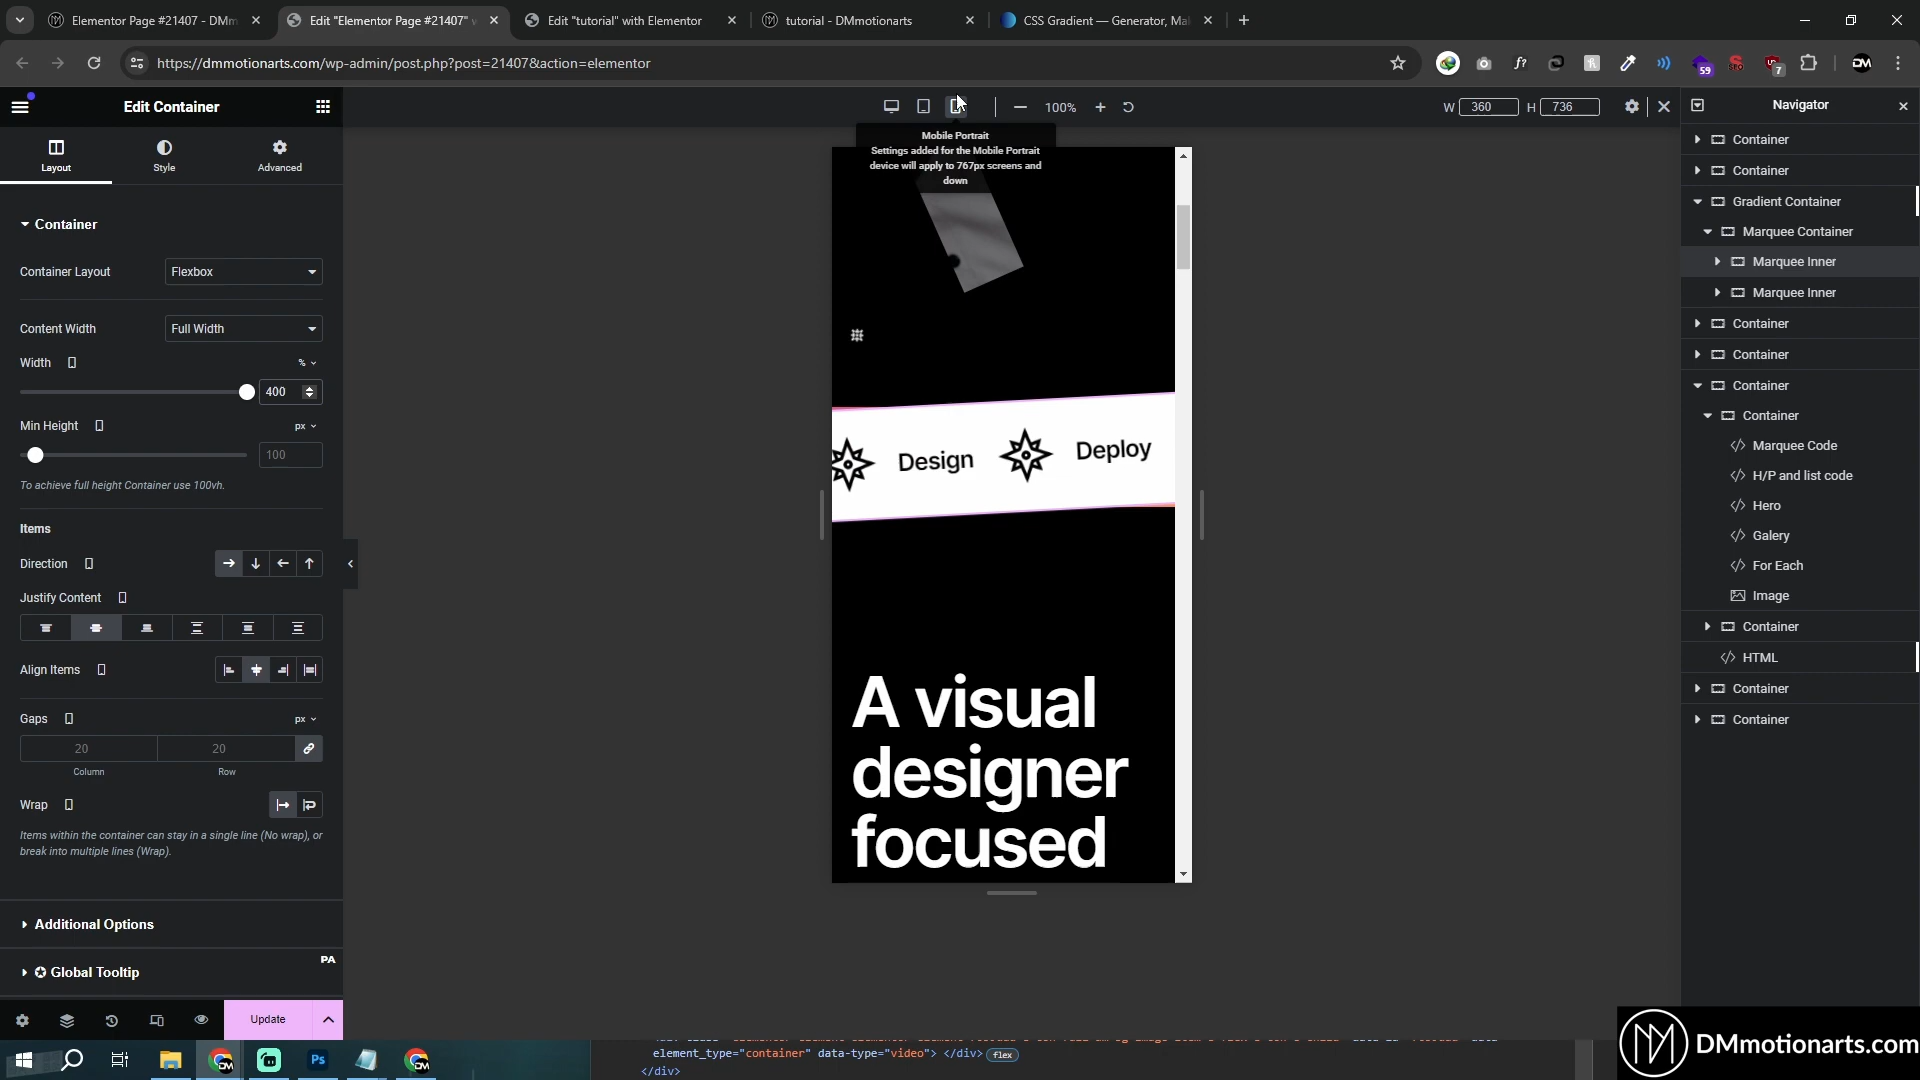 Elementor Page #21407 - DMm
Edit "Elementor Page #21407" w
Edit "tutorial" with Elementor
tutorial - DMmotionarts
CSS Gradient — Generator, Ma
https://dmmotionarts.com/wp-admin/post.php?post=21407&action=elementor
f?
59
7
DM
Edit Container
100%
W 360 H 736
Navigator
Layout
Style
Advanced
Mobile Portrait
Settings added for the Mobile Portrait
device will apply to 767px screens and
down
Container
Container Layout
Flexbox
Content Width
Full Width
Width
%
400
Min Height
px
100
To achieve full height Container use 100vh.
Items
Direction
Justify Content
Align Items
Gaps
px
20
20
Column
Row
Wrap
Items within the container can stay in a single line (No wrap), or
break into multiple lines (Wrap).
Additional Options
PA
Global Tooltip
Update
Design
Deploy
A visual
designer
focused
Container
Container
Gradient Container
Marquee Container
Marquee Inner
Marquee Inner
Container
Container
Container
Container
Marquee Code
H/P and list code
Hero
Galery
For Each
Image
Container
HTML
Container
Container
element_type="container" data-type="video"> </div> flex
</div>
Ps
DMmotionarts.com